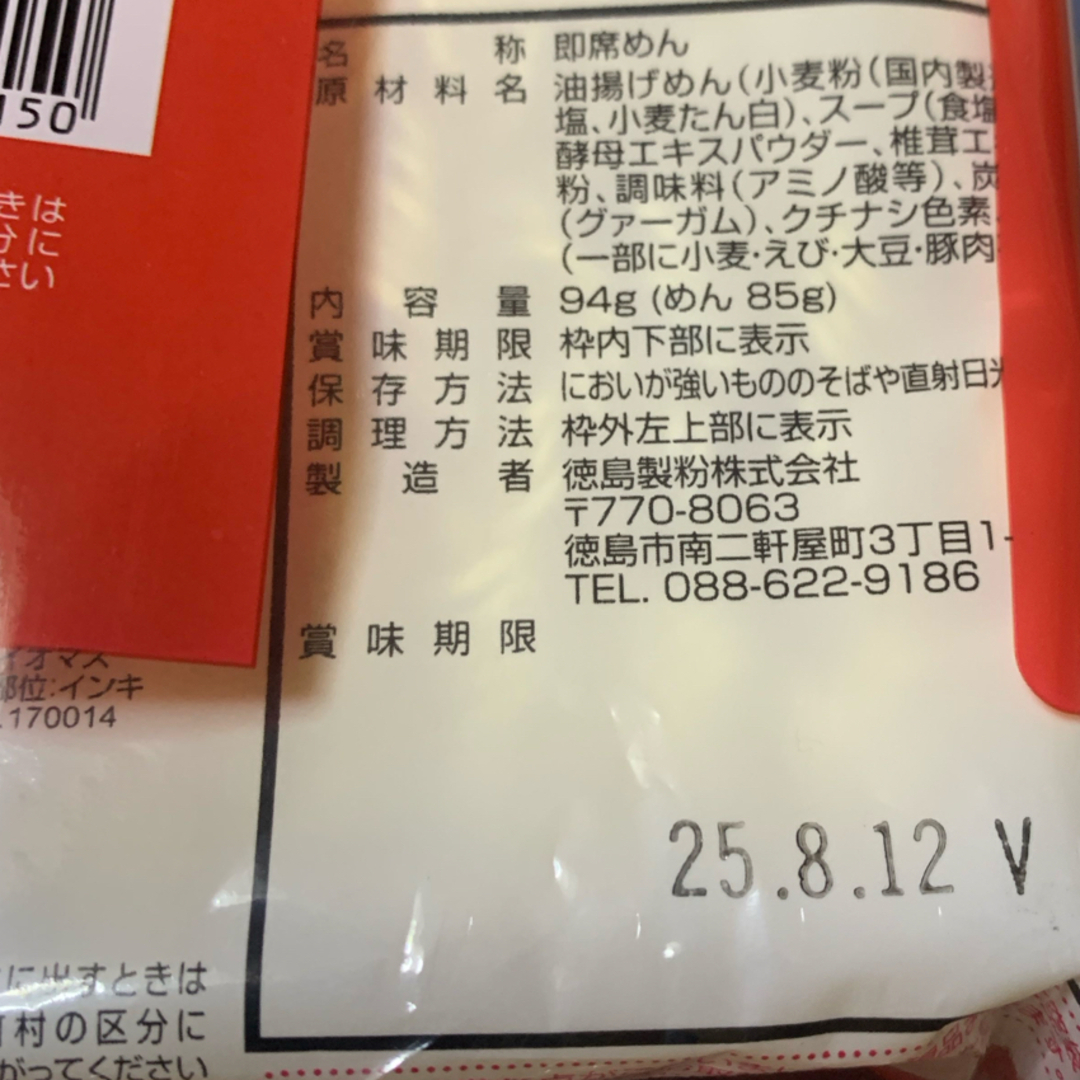 150
きは
分に
さい
名称 即席めん
原材料名 油揚げめん(小麦粉(国内製
塩、小麦たん白)、スープ(食塩
酵母エキスパウダー、椎茸エ
粉、調味料(アミノ酸等)、炭
(グァーガム)、クチナシ色素
(一部に小麦・えび・大豆・豚肉
内容量 94g (めん 85g)
賞味期限 枠内下部に表示
保存方法 においが強いもののそばや直射日光
調理方法 枠外左上部に表示
製造者 徳島製粉株式会社
〒770-8063
徳島市南二軒屋町3丁目1-
TEL. 088-622-9186
賞味期限
25.8.12 V
イオマス
部位:インキ
.170014
に出すときは
町村の区分に
がってください